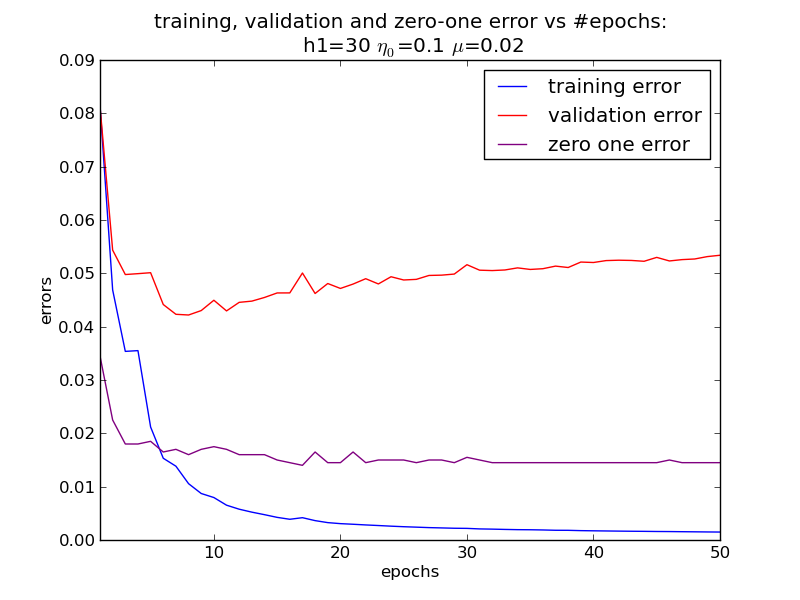 training, validation and zero-one error vs #epochs:
h1=30 η₀=0.1 μ=0.02
training error
validation error
zero one error
0.09
0.08
0.07
0.06
0.05
0.04
0.03
0.02
0.01
0.00
errors
10
20
30
40
50
epochs